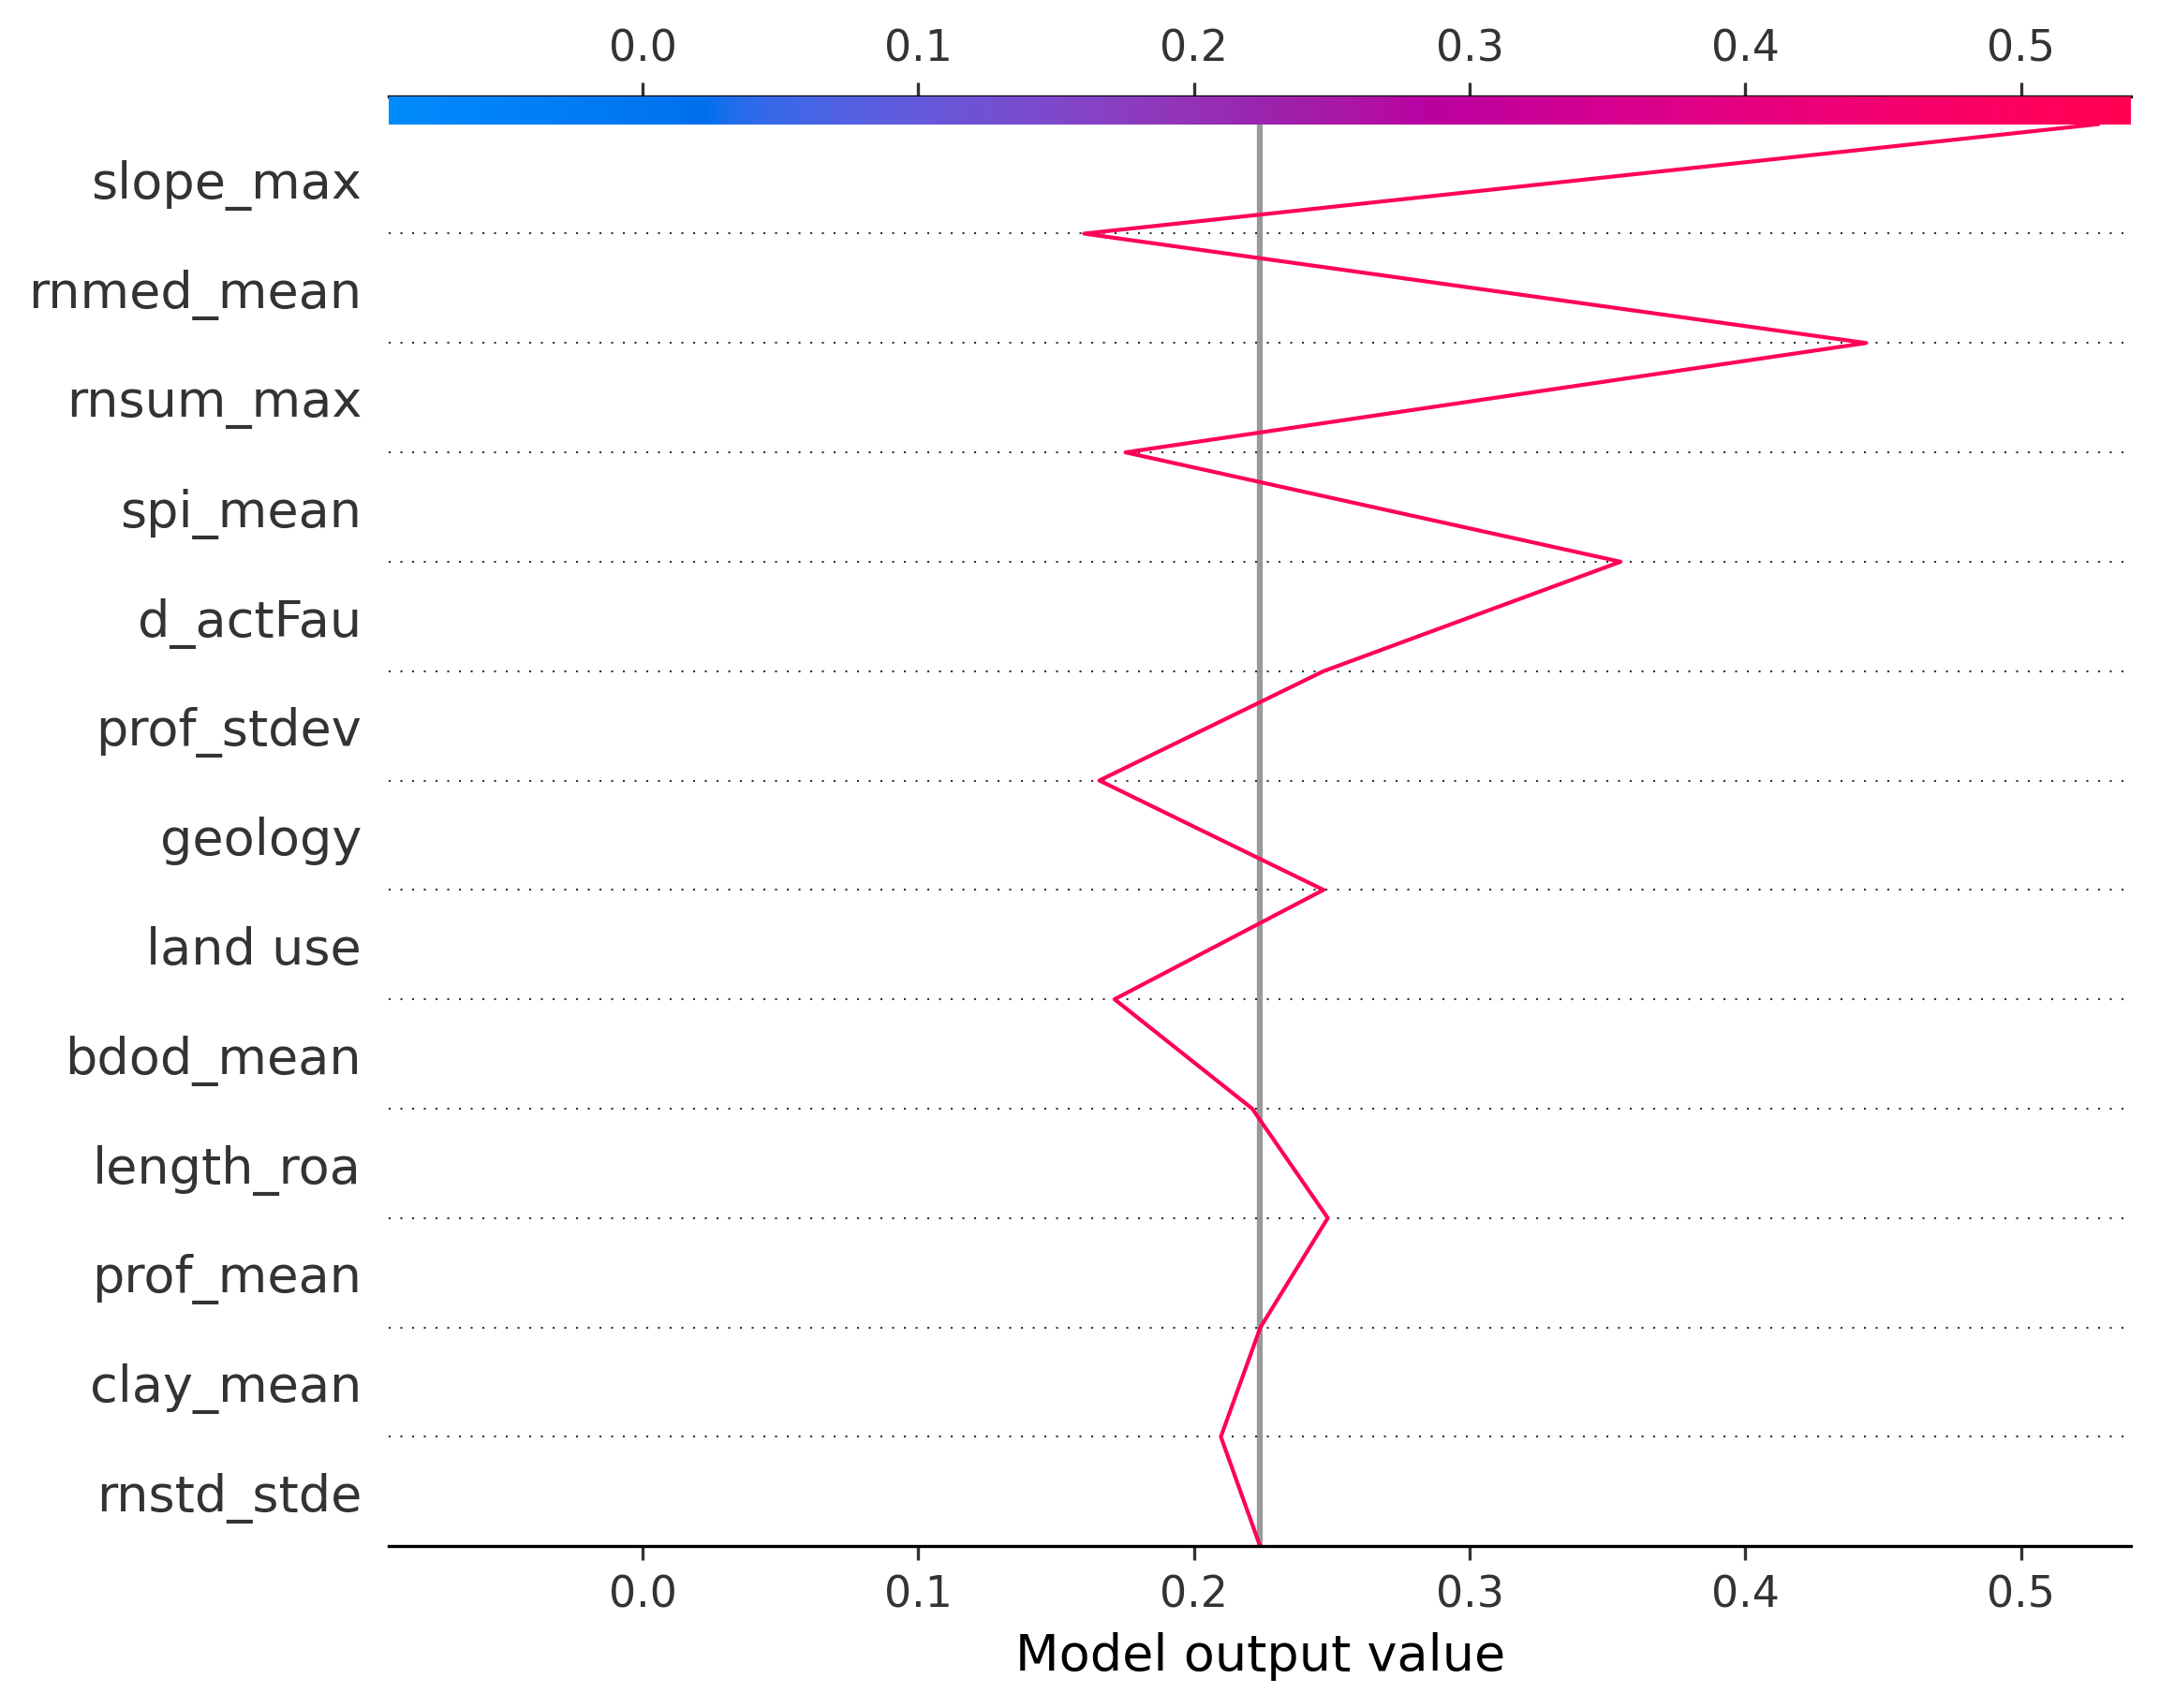 0.0 0.1 0.2 0.3 0.4 0.5
slope_max
rnmed_mean
rnsum_max
spi_mean
d_actFau
prof_stdev
geology
land use
bdod_mean
length_roa
prof_mean
clay_mean
rnstd_stde
0.0 0.1 0.2 0.3 0.4 0.5
Model output value